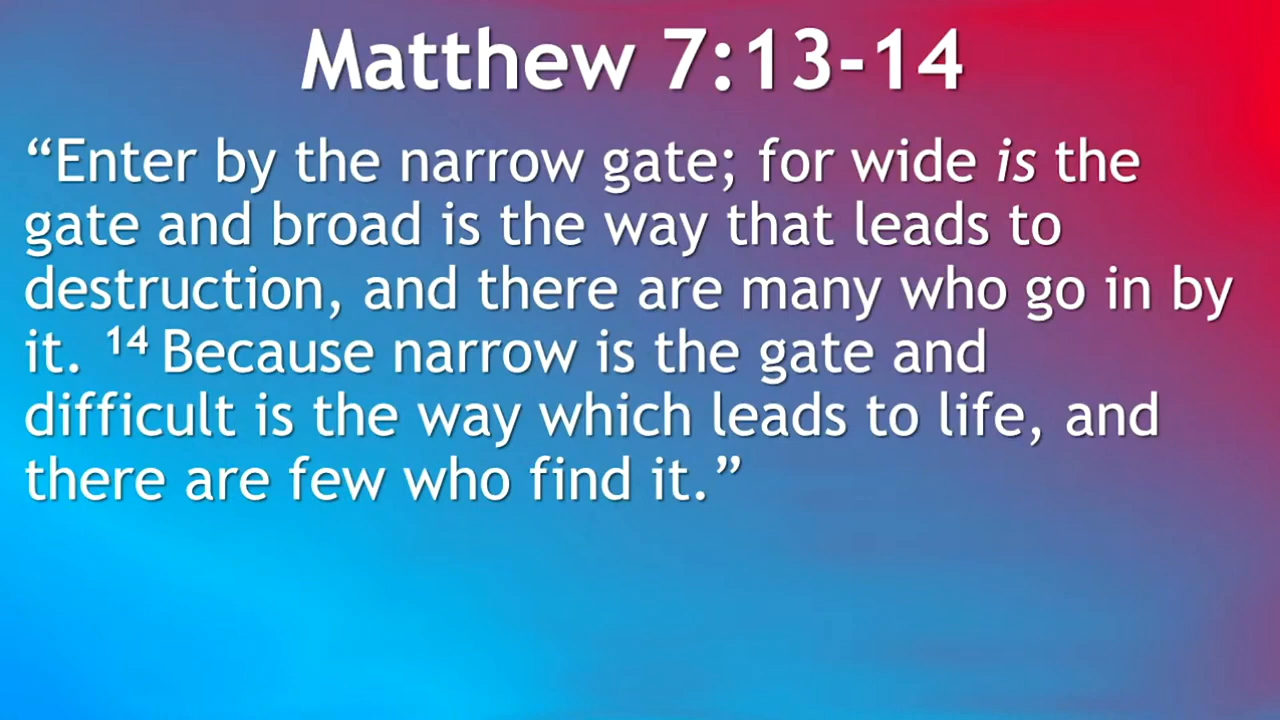 Matthew 7:13-14
“Enter by the narrow gate; for wide is the
gate and broad is the way that leads to
destruction, and there are many who go in by
it. 14 Because narrow is the gate and
difficult is the way which leads to life, and
there are few who find it.”